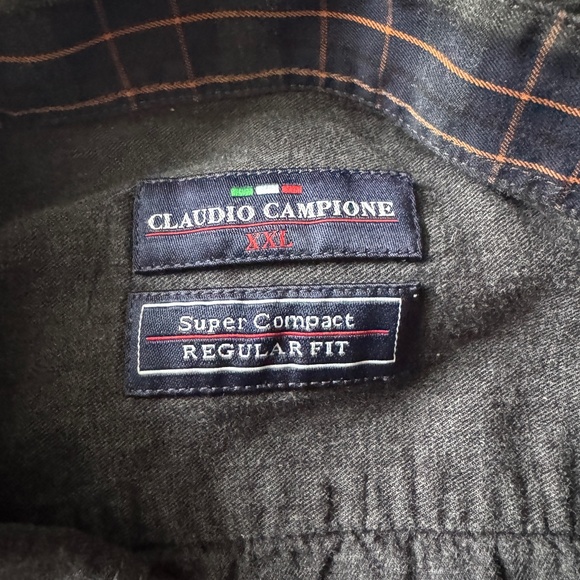 CLAUDIO CAMPIONE
XXL
Super Compact
REGULAR FIT